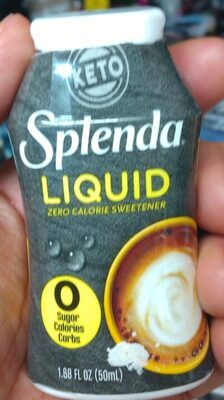 KETO
Splenda
LIQUID
ZERO CALORIE SWEETENER
0
Sugar
Calories
Carbs
1.68 FL OZ (50mL)